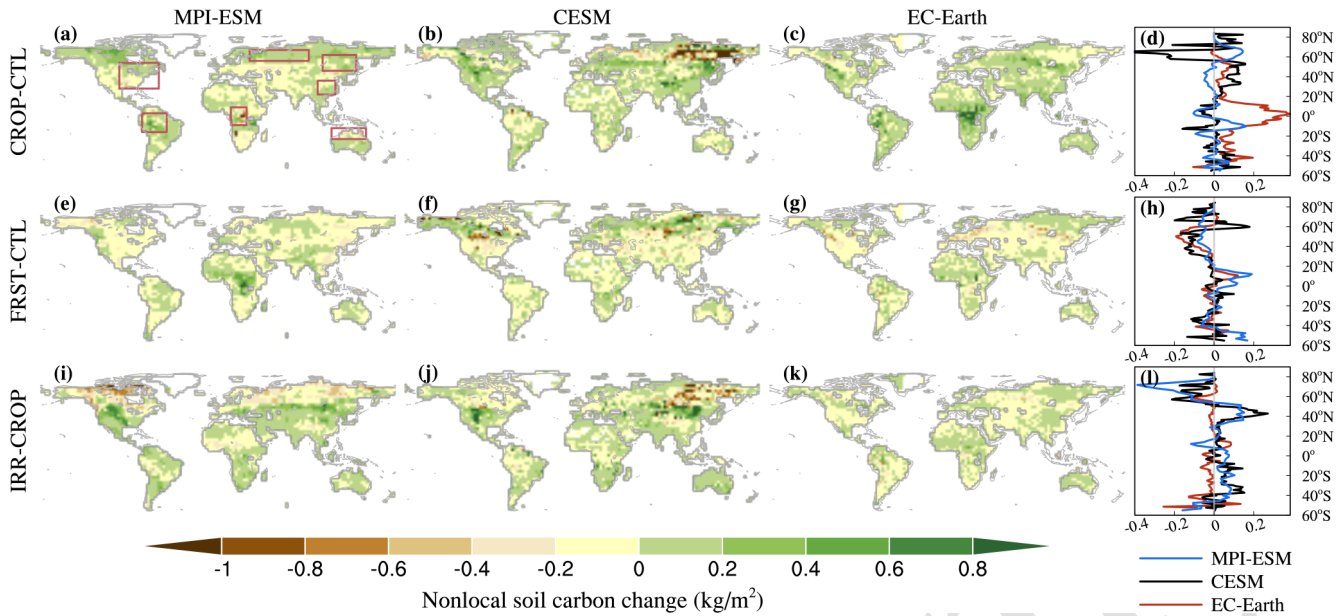 MPI-ESM CESM EC-Earth
CROP-CTL
(a) (b) (c) (d)
80°N
60°N
40°N
20°N
0°
20°S
40°S
60°S
-0.4 -0.2 0 0.2
FRST-CTL
(e) (f) (g) (h)
80°N
60°N
40°N
20°N
0°
20°S
40°S
60°S
-0.4 -0.2 0 0.2
IRR-CROP
(i) (j) (k) (l)
80°N
60°N
40°N
20°N
0°
20°S
40°S
60°S
-0.4 -0.2 0 0.2
-1 -0.8 -0.6 -0.4 -0.2 0 0.2 0.4 0.6 0.8
Nonlocal soil carbon change (kg/m²)
MPI-ESM
CESM
EC-Earth